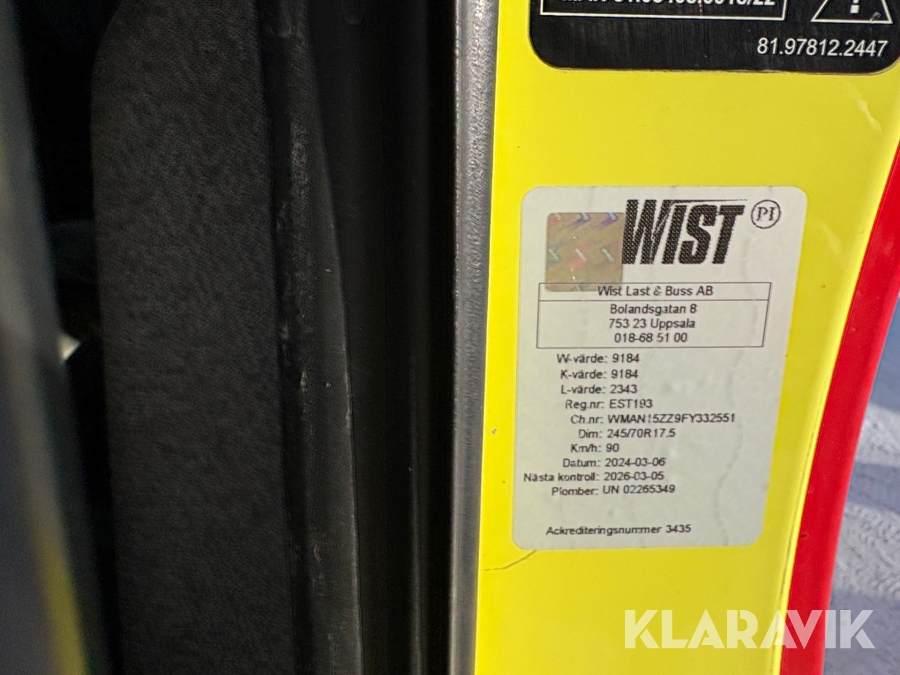 81.97812.2447
WIST PI
Wist Last & Buss AB
Bolandsgatan 8
753 23 Uppsala
018-68 51 00
W-värde: 9184
K-värde: 9184
L-värde: 2343
Reg.nr: EST193
Ch.nr: WMAN15ZZ9FY332551
Dim: 245/70R17.5
Km/h: 90
Datum: 2024-03-06
Nästa kontroll: 2026-03-05
Plomber: UN 02265349
Ackrediteringsnummer 3435
KLARAVIK